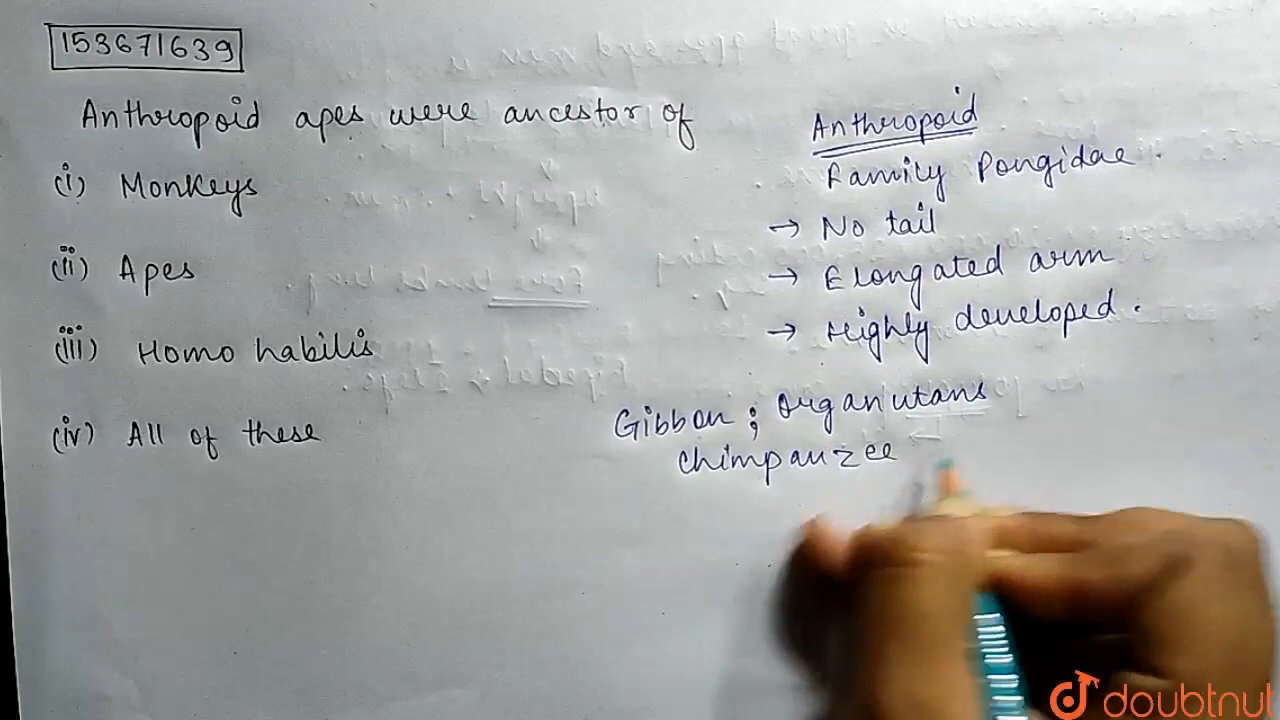 153671639
Anthropoid apes were ancestor of
(i) Monkeys
(ii) Apes
(iii) Homo habilis
(iv) All of these
Anthropoid
Family Pongidae.
→ No tail
→ Elongated arm
→ Highly developed.
Gibbon; Organutans
Chimpanzee
doubtnut